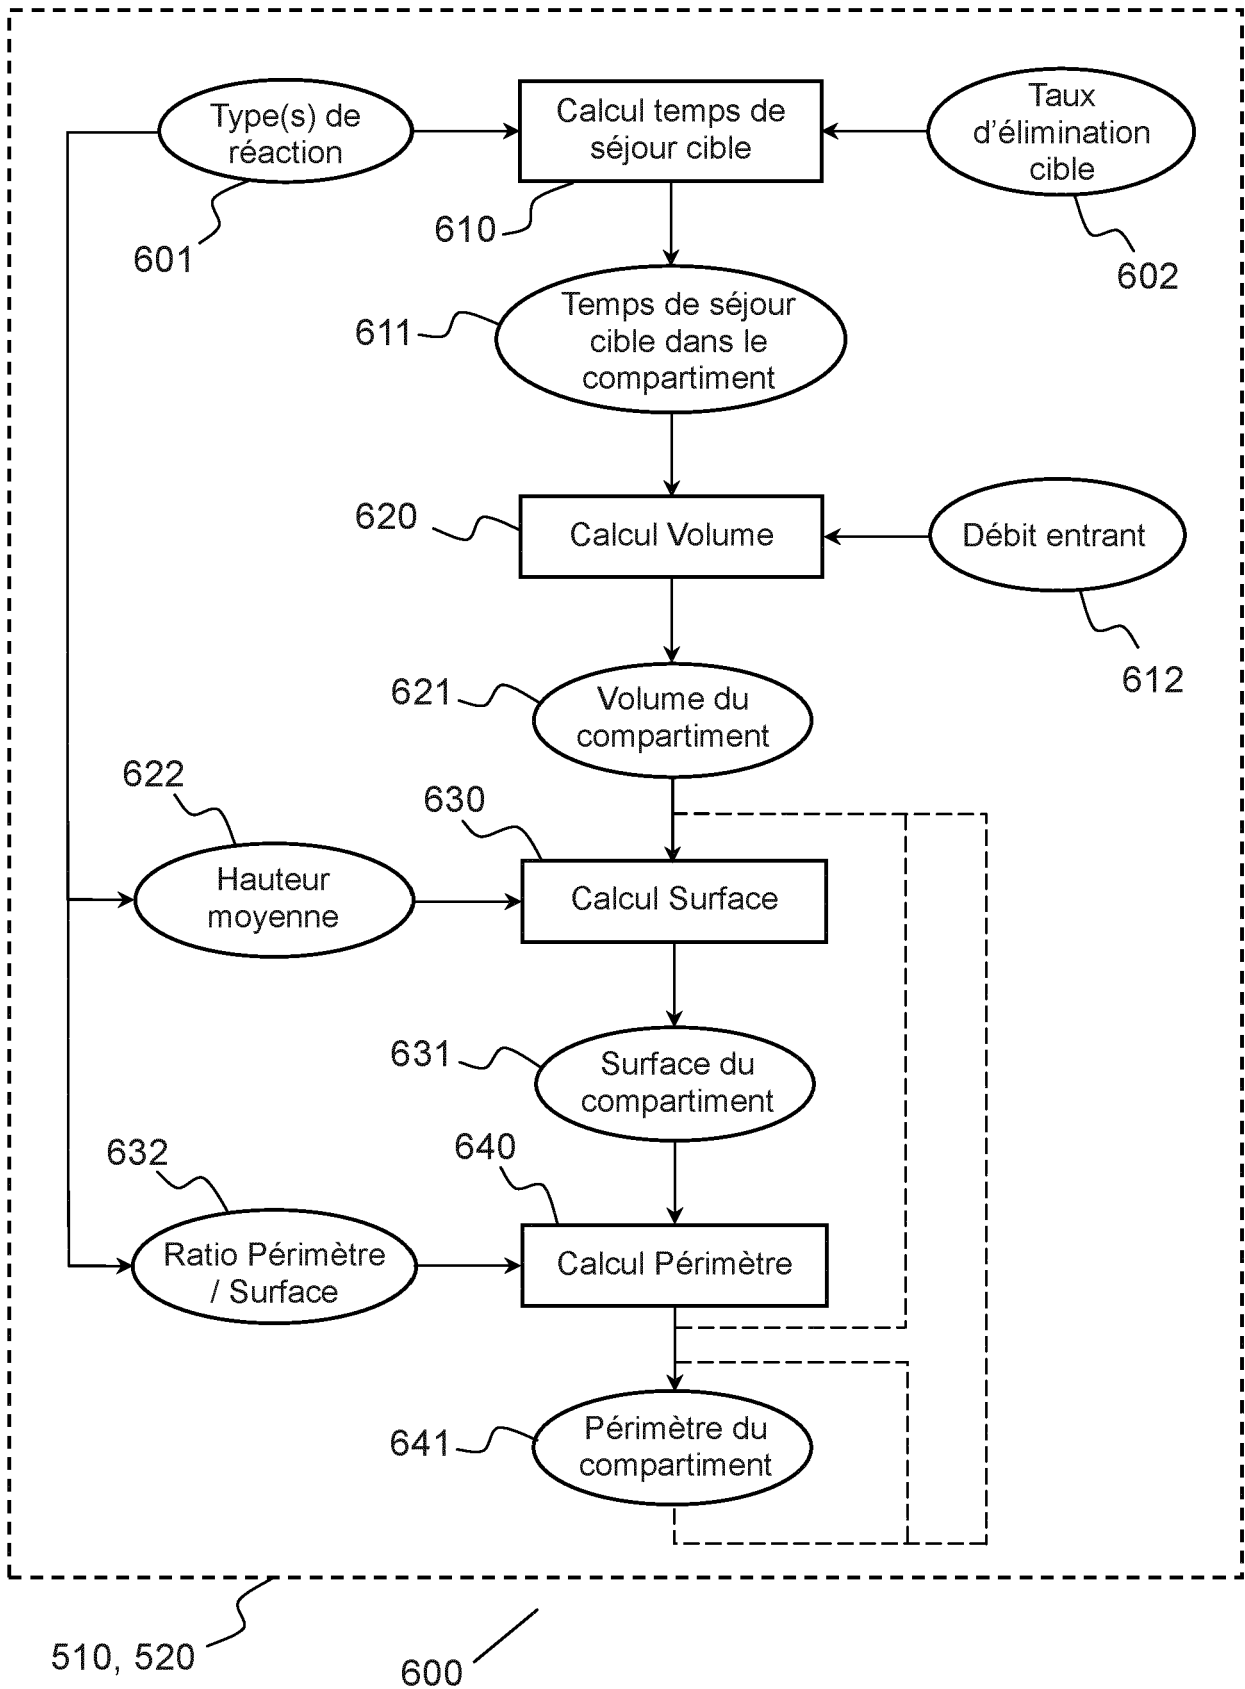 Type(s) de
réaction
Calcul temps de
séjour cible
Taux
d'élimination
cible
601
610
602
Temps de séjour
cible dans le
compartiment
611
620
Calcul Volume
Débit entrant
612
621
Volume du
compartiment
622
630
Hauteur
moyenne
Calcul Surface
631
Surface du
compartiment
632
640
Ratio Périmètre
/ Surface
Calcul Périmètre
641
Périmètre du
compartiment
510, 520
600